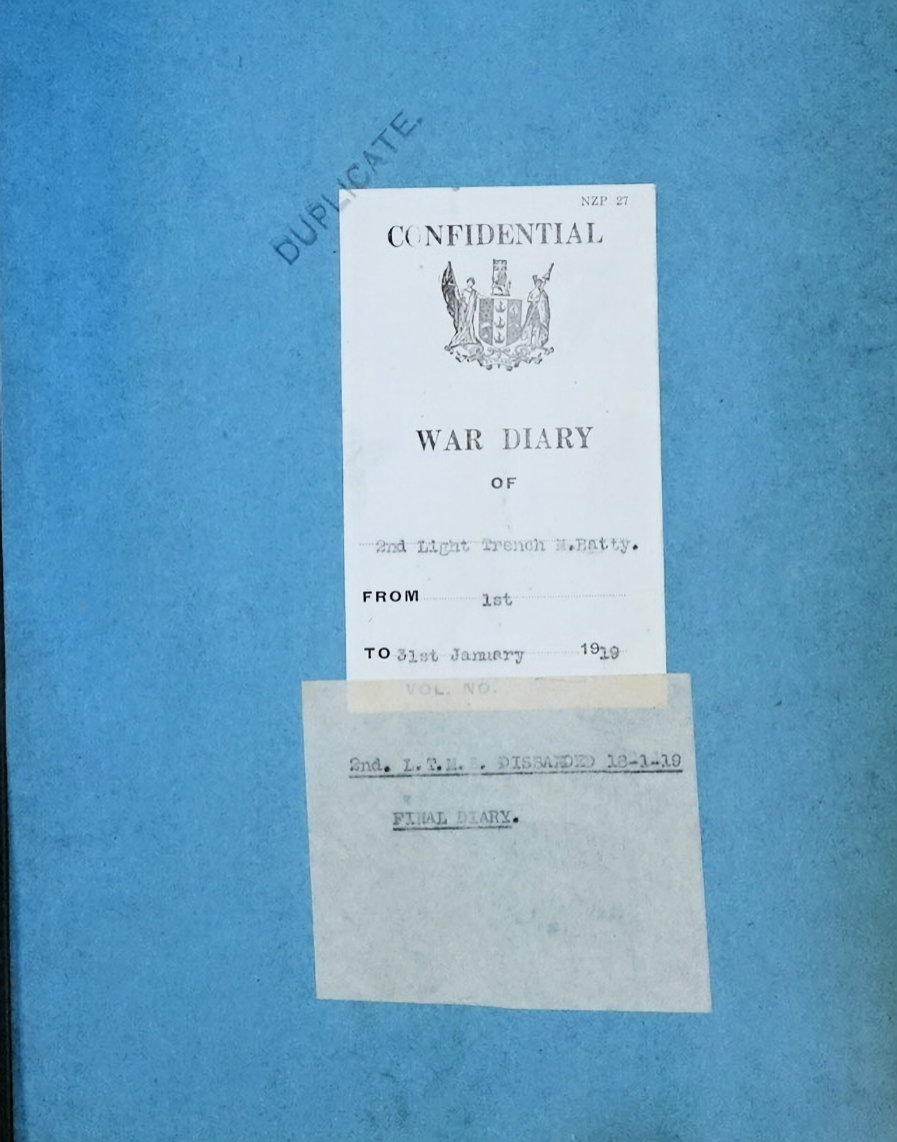 DUPLICATE.
NZP 27
CONFIDENTIAL
WAR DIARY
OF
2nd Light Trench M.Batty.
FROM 1st
TO 31st January 1919
VOL. NO.
2nd. L.T.M.B. DISBANDED 18-1-19
FINAL DIARY.